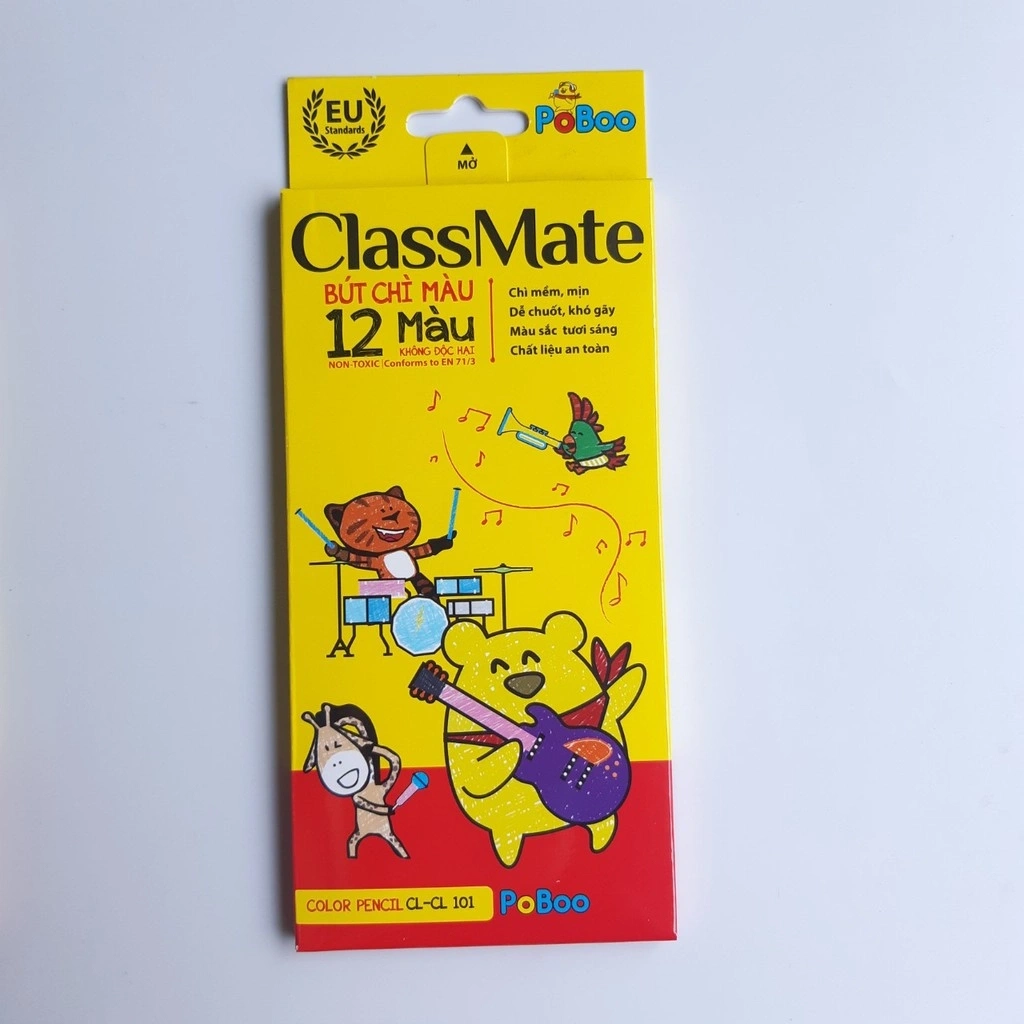 EU
Standards
PoBoo
MỞ
ClassMate
BÚT CHÌ MÀU
12 Màu
KHÔNG ĐỘC HẠI
NON-TOXIC | Conforms to EN 71/3
Chì mềm, mịn
Dễ chuốt, khó gãy
Màu sắc tươi sáng
Chất liệu an toàn
COLOR PENCIL CL-CL 101
PoBoo